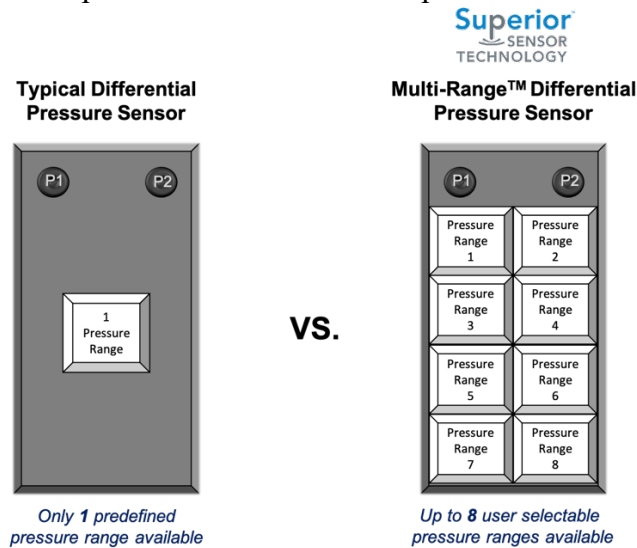 Superior
SENSOR
TECHNOLOGY
Typical Differential
Pressure Sensor
P1
P2
1
Pressure
Range
Only 1 predefined
pressure range available
VS.
Multi-Range™ Differential
Pressure Sensor
P1
P2
Pressure
Range
1
Pressure
Range
2
Pressure
Range
3
Pressure
Range
4
Pressure
Range
5
Pressure
Range
6
Pressure
Range
7
Pressure
Range
8
Up to 8 user selectable
pressure ranges available